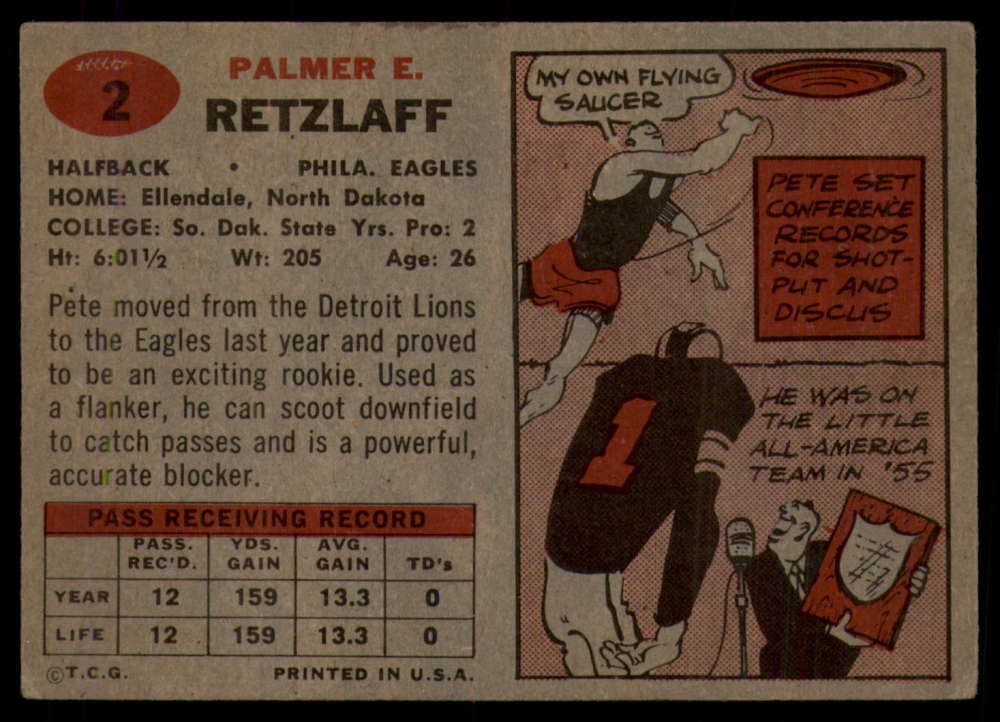 2
PALMER E.
RETZLAFF
HALFBACK • PHILA. EAGLES
HOME: Ellendale, North Dakota
COLLEGE: So. Dak. State Yrs. Pro: 2
Ht: 6:01½ Wt: 205 Age: 26
Pete moved from the Detroit Lions
to the Eagles last year and proved
to be an exciting rookie. Used as
a flanker, he can scoot downfield
to catch passes and is a powerful,
accurate blocker.
PASS RECEIVING RECORD
PASS. REC'D. YDS. GAIN AVG. GAIN TD's
YEAR 12 159 13.3 0
LIFE 12 159 13.3 0
©T.C.G. PRINTED IN U.S.A.
MY OWN FLYING
SAUCER
PETE SET
CONFERENCE
RECORDS
FOR SHOT-
PUT AND
DISCUS
1
HE WAS ON
THE LITTLE
ALL-AMERICA
TEAM IN '55